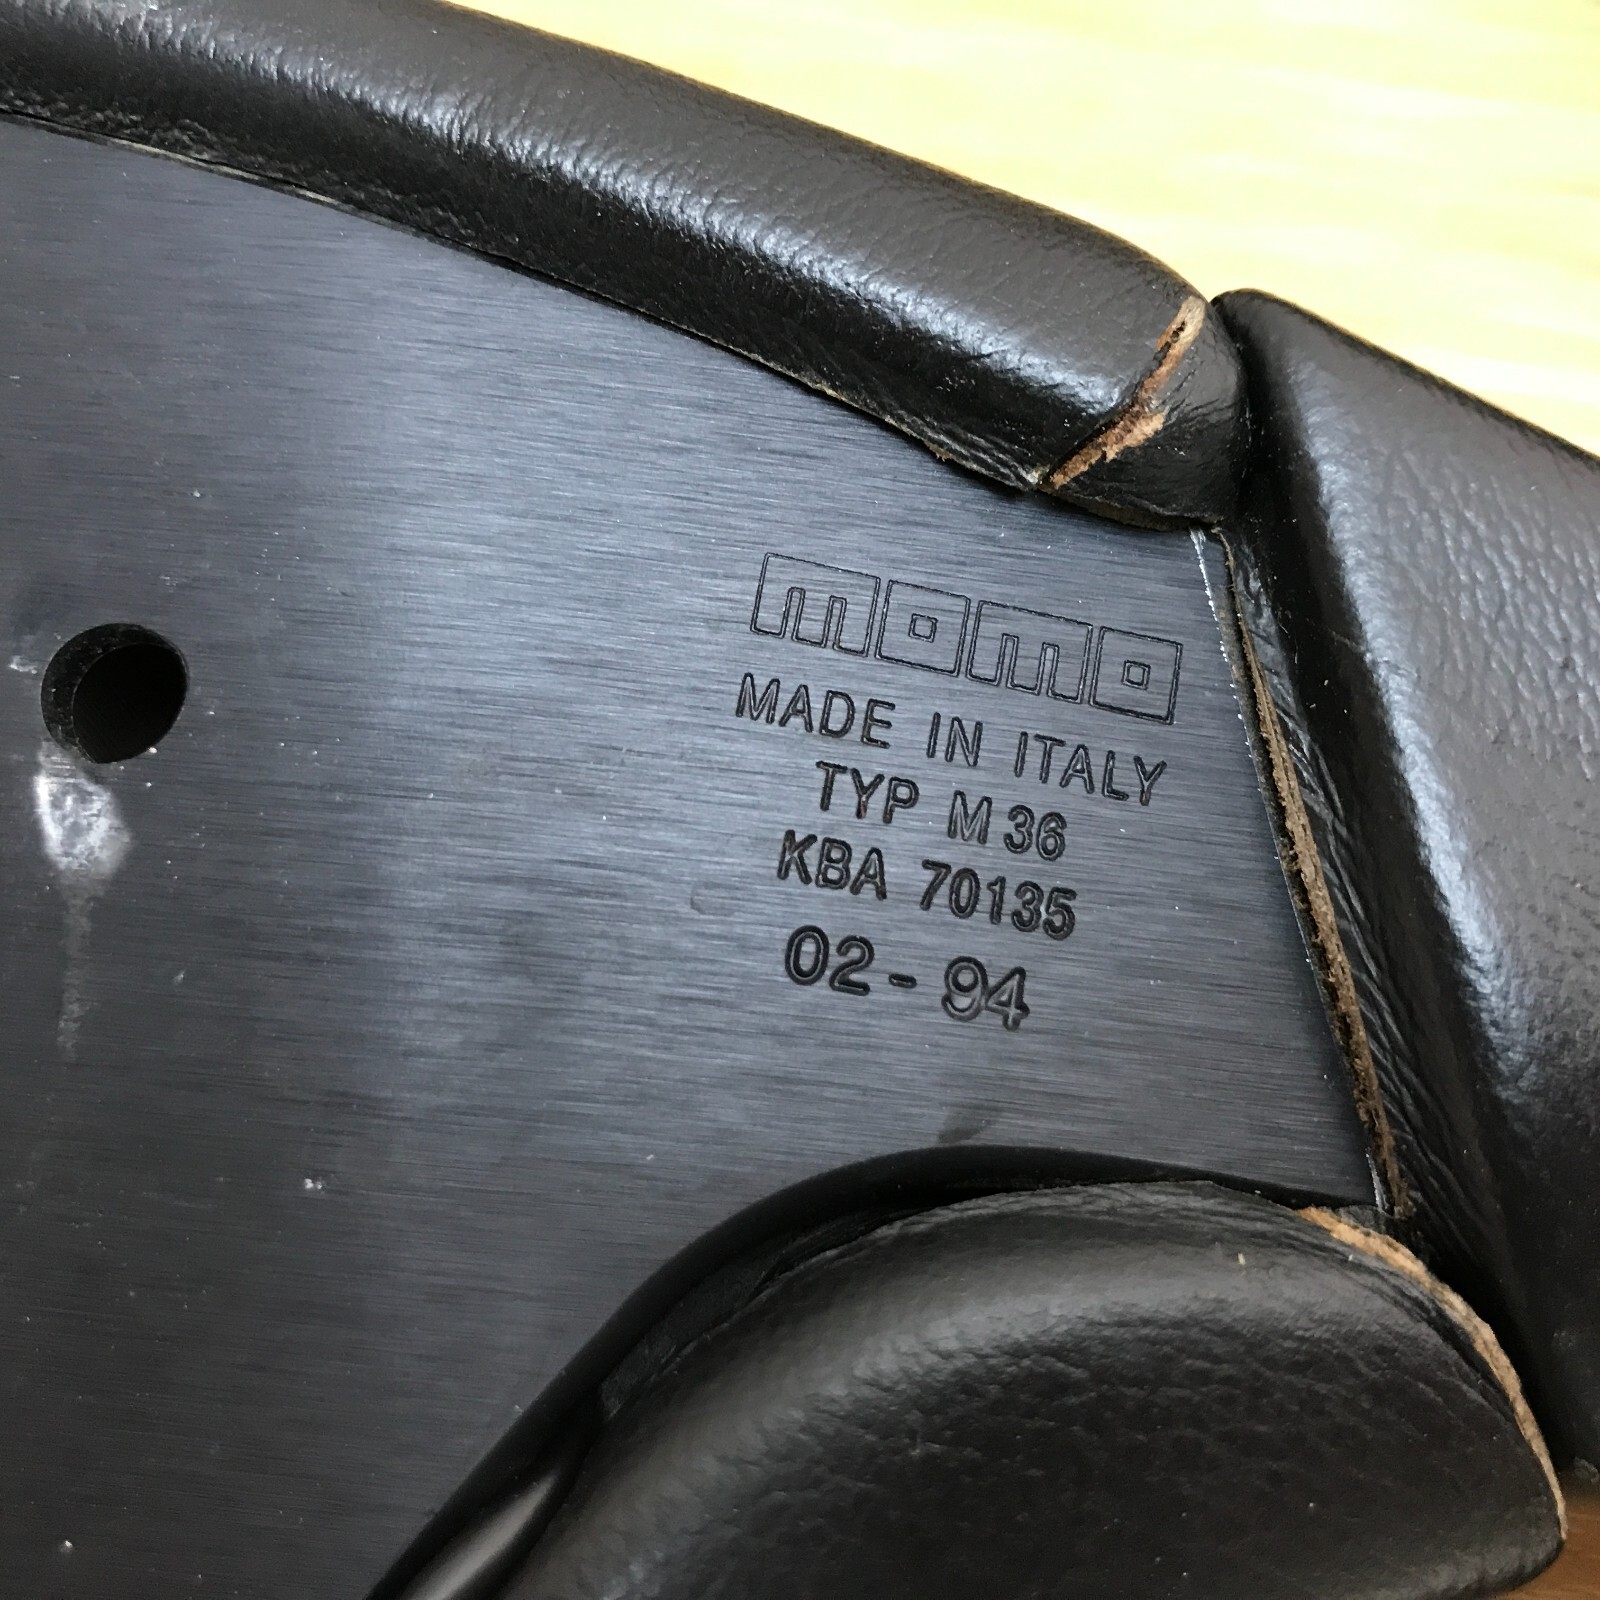 momo
MADE IN ITALY
TYP M 36
KBA 70135
02-94